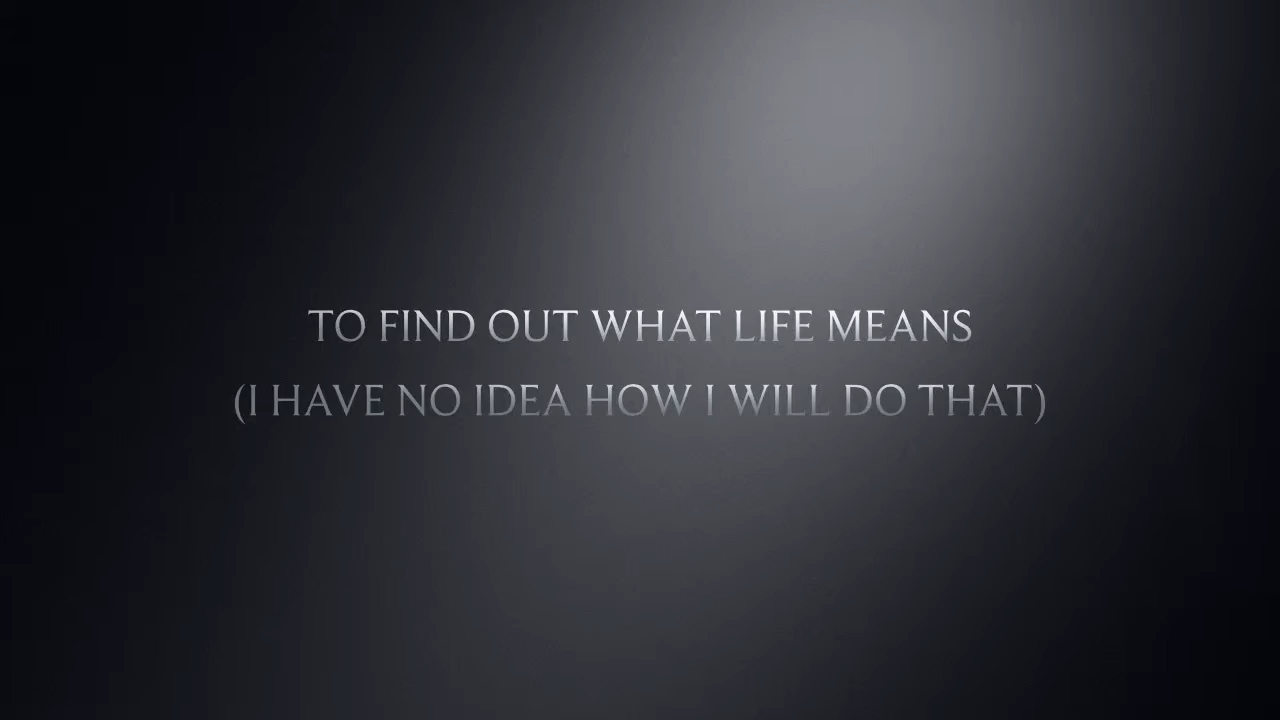 TO FIND OUT WHAT LIFE MEANS
(I HAVE NO IDEA HOW I WILL DO THAT)